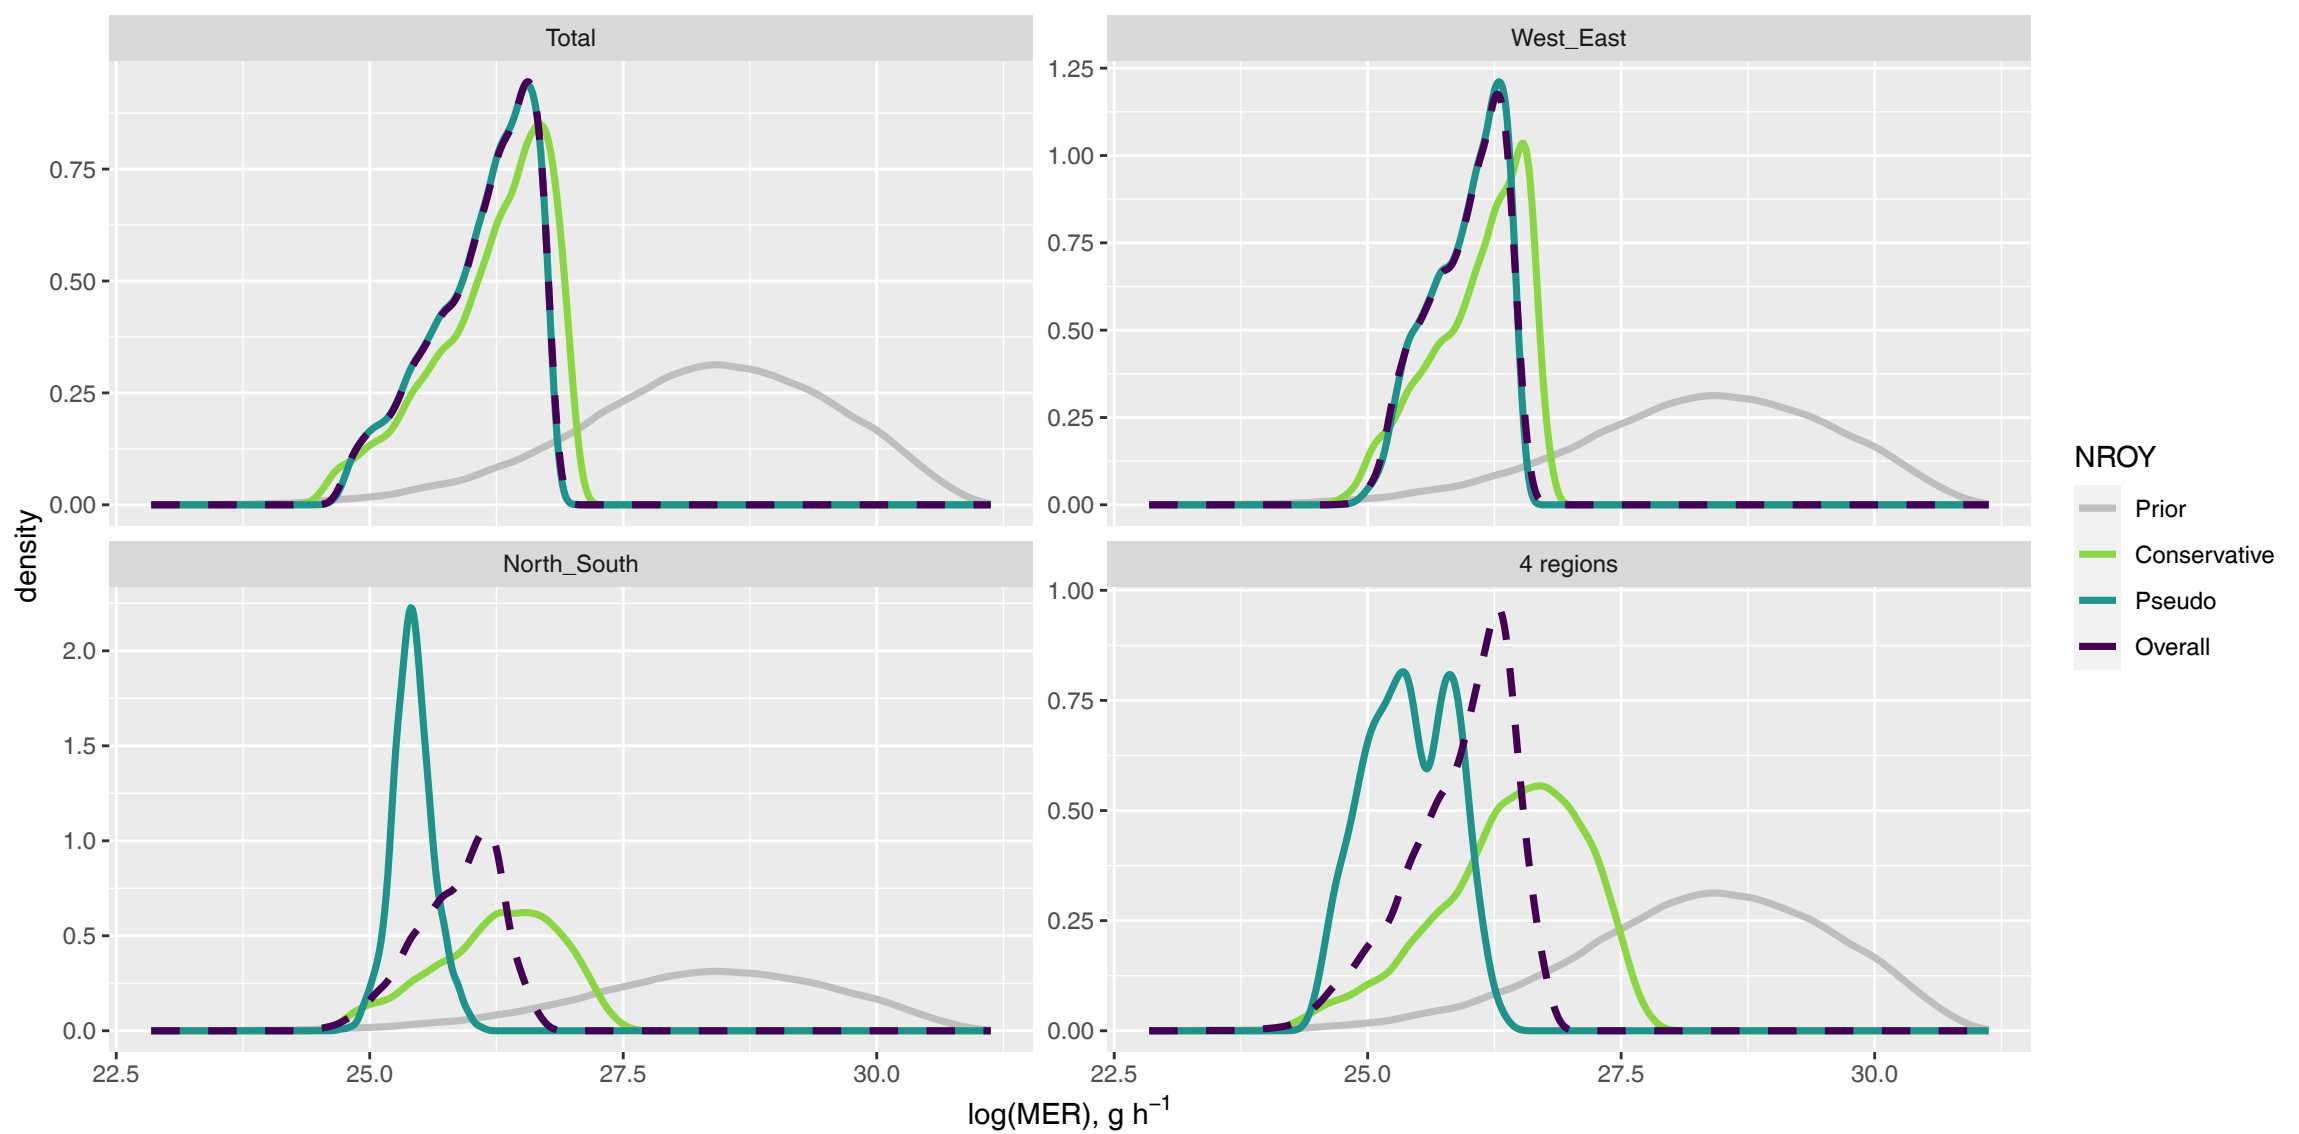 Total
West_East
0.75
0.50
0.25
0.00
1.25
1.00
0.75
0.50
0.25
0.00
North_South
4 regions
2.0
1.5
1.0
0.5
0.0
1.00
0.75
0.50
0.25
0.00
22.5 25.0 27.5 30.0
22.5 25.0 27.5 30.0
density
log(MER), g h⁻¹
NROY
Prior
Conservative
Pseudo
Overall